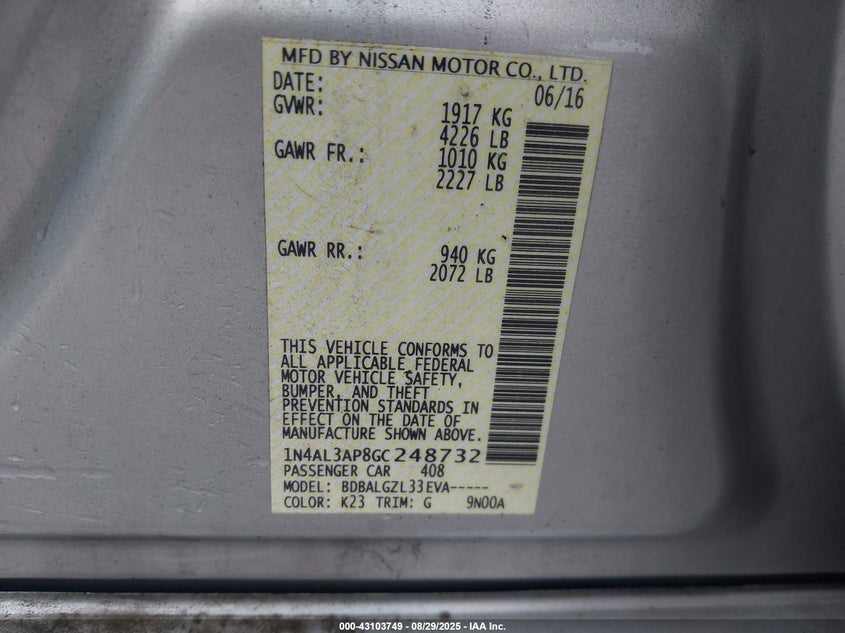 MFD BY NISSAN MOTOR CO., LTD.
DATE: 06/16
GVWR: 1917 KG
4226 LB
GAWR FR.: 1010 KG
2227 LB
GAWR RR.: 940 KG
2072 LB
THIS VEHICLE CONFORMS TO
ALL APPLICABLE FEDERAL
MOTOR VEHICLE SAFETY,
BUMPER, AND THEFT
PREVENTION STANDARDS IN
EFFECT ON THE DATE OF
MANUFACTURE SHOWN ABOVE.
1N4AL3AP8GC248732
PASSENGER CAR 408
MODEL: BDBALGZL33EVA-----
COLOR: K23 TRIM: G 9N00A
000-43103749 - 08/29/2025 - IAA Inc.